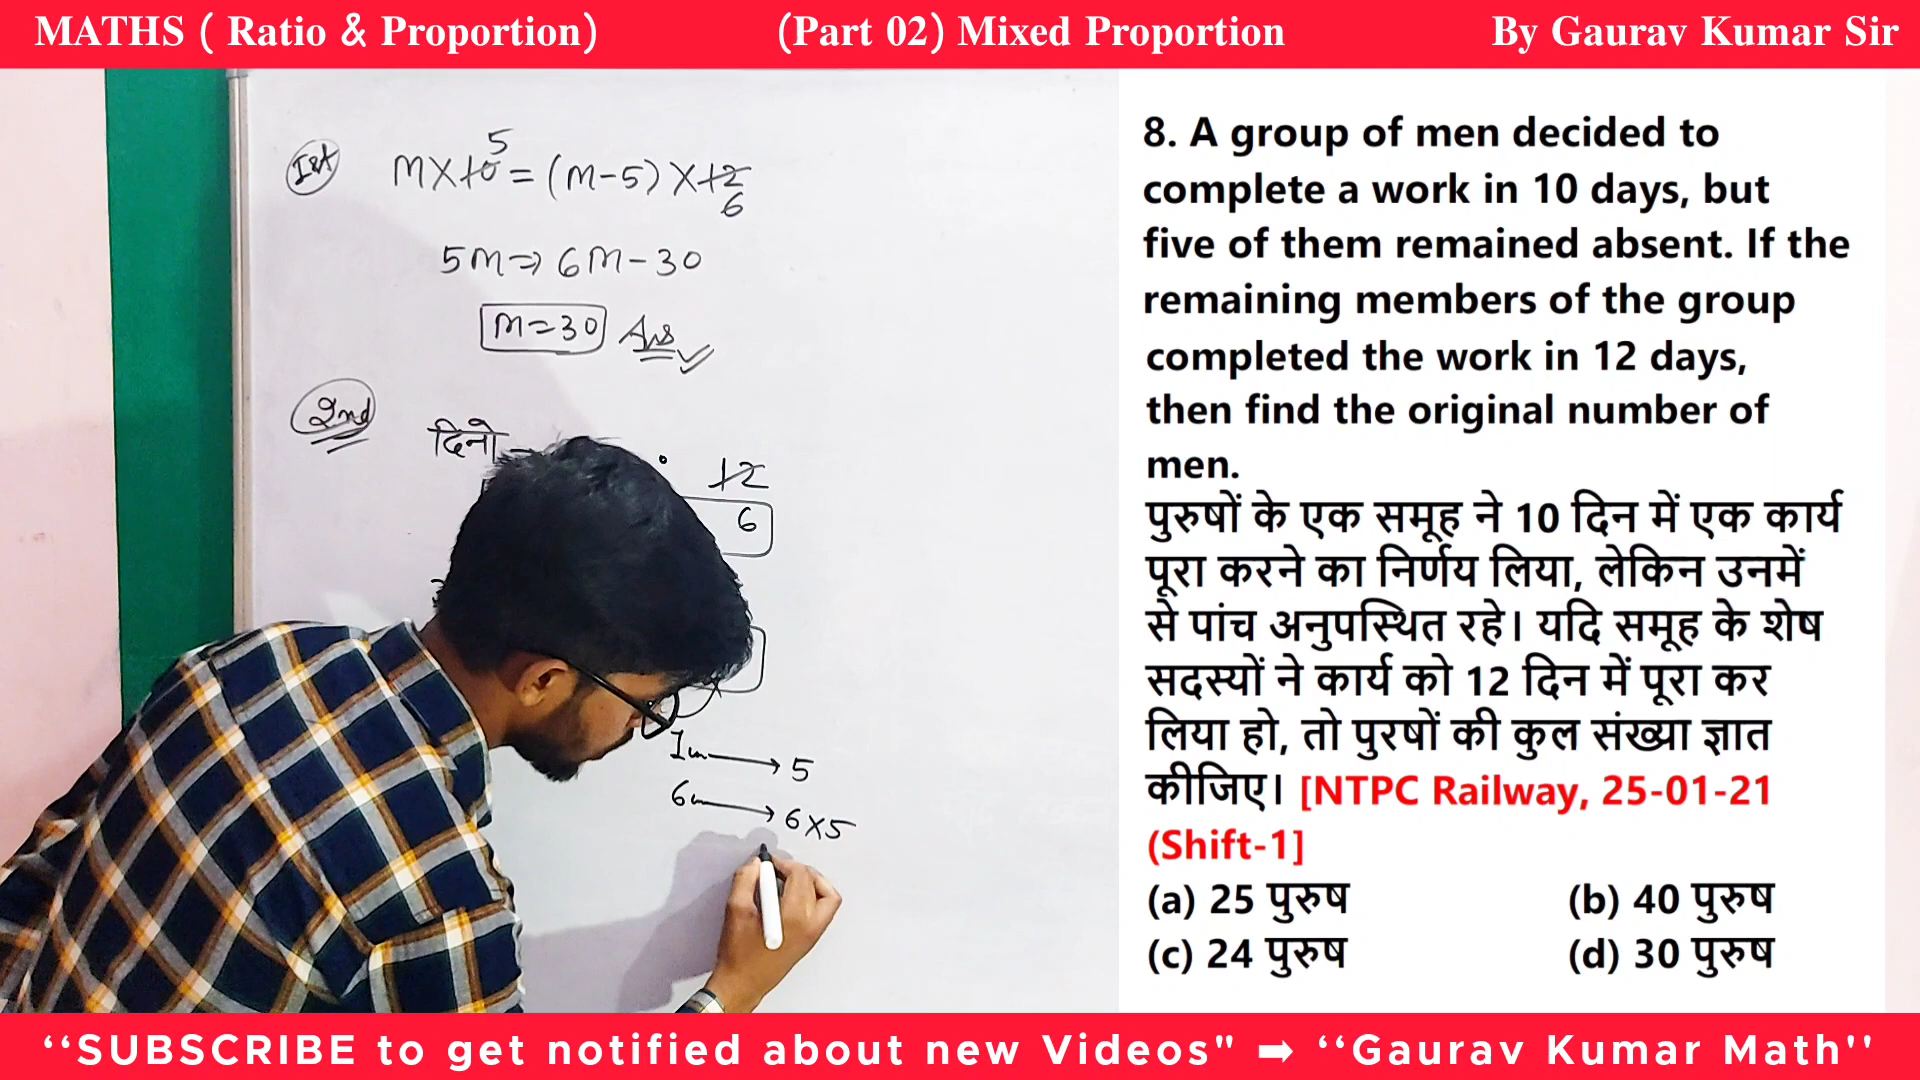 MATHS ( Ratio & Proportion) (Part 02) Mixed Proportion By Gaurav Kumar Sir
Ist m×10 5 = (m-5)×12 6
5m ⇒ 6m-30
m=30 Ans
2nd
दिनो
12
6
1m → 5
6m → 6×5
8. A group of men decided to
complete a work in 10 days, but
five of them remained absent. If the
remaining members of the group
completed the work in 12 days,
then find the original number of
men.
पुरुषों के एक समूह ने 10 दिन में एक कार्य
पूरा करने का निर्णय लिया, लेकिन उनमें
से पांच अनुपस्थित रहे। यदि समूह के शेष
सदस्यों ने कार्य को 12 दिन में पूरा कर
लिया हो, तो पुरषों की कुल संख्या ज्ञात
कीजिए। [NTPC Railway, 25-01-21
(Shift-1]
(a) 25 पुरुष (b) 40 पुरुष
(c) 24 पुरुष (d) 30 पुरुष
‘‘SUBSCRIBE to get notified about new Videos" ➡ ‘‘Gaurav Kumar Math''